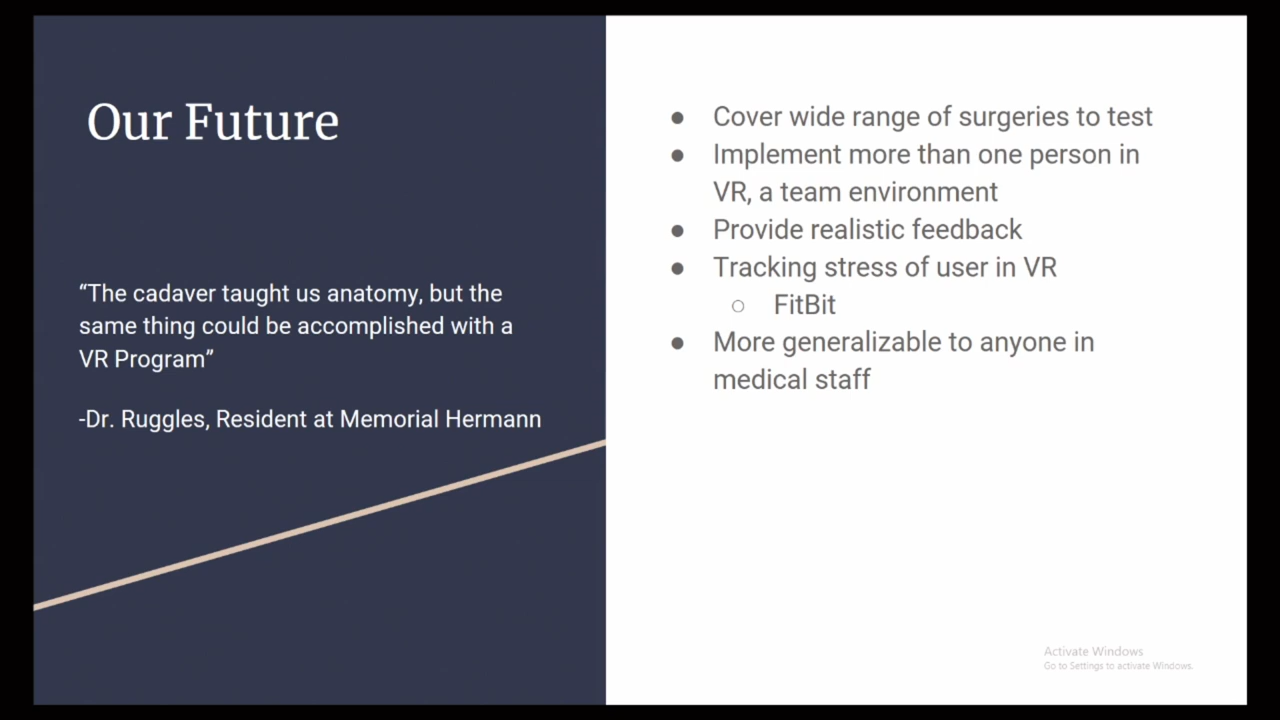 Our Future
“The cadaver taught us anatomy, but the
same thing could be accomplished with a
VR Program”
-Dr. Ruggles, Resident at Memorial Hermann
● Cover wide range of surgeries to test
● Implement more than one person in
VR, a team environment
● Provide realistic feedback
● Tracking stress of user in VR
○ FitBit
● More generalizable to anyone in
medical staff
Activate Windows
Go to Settings to activate Windows.